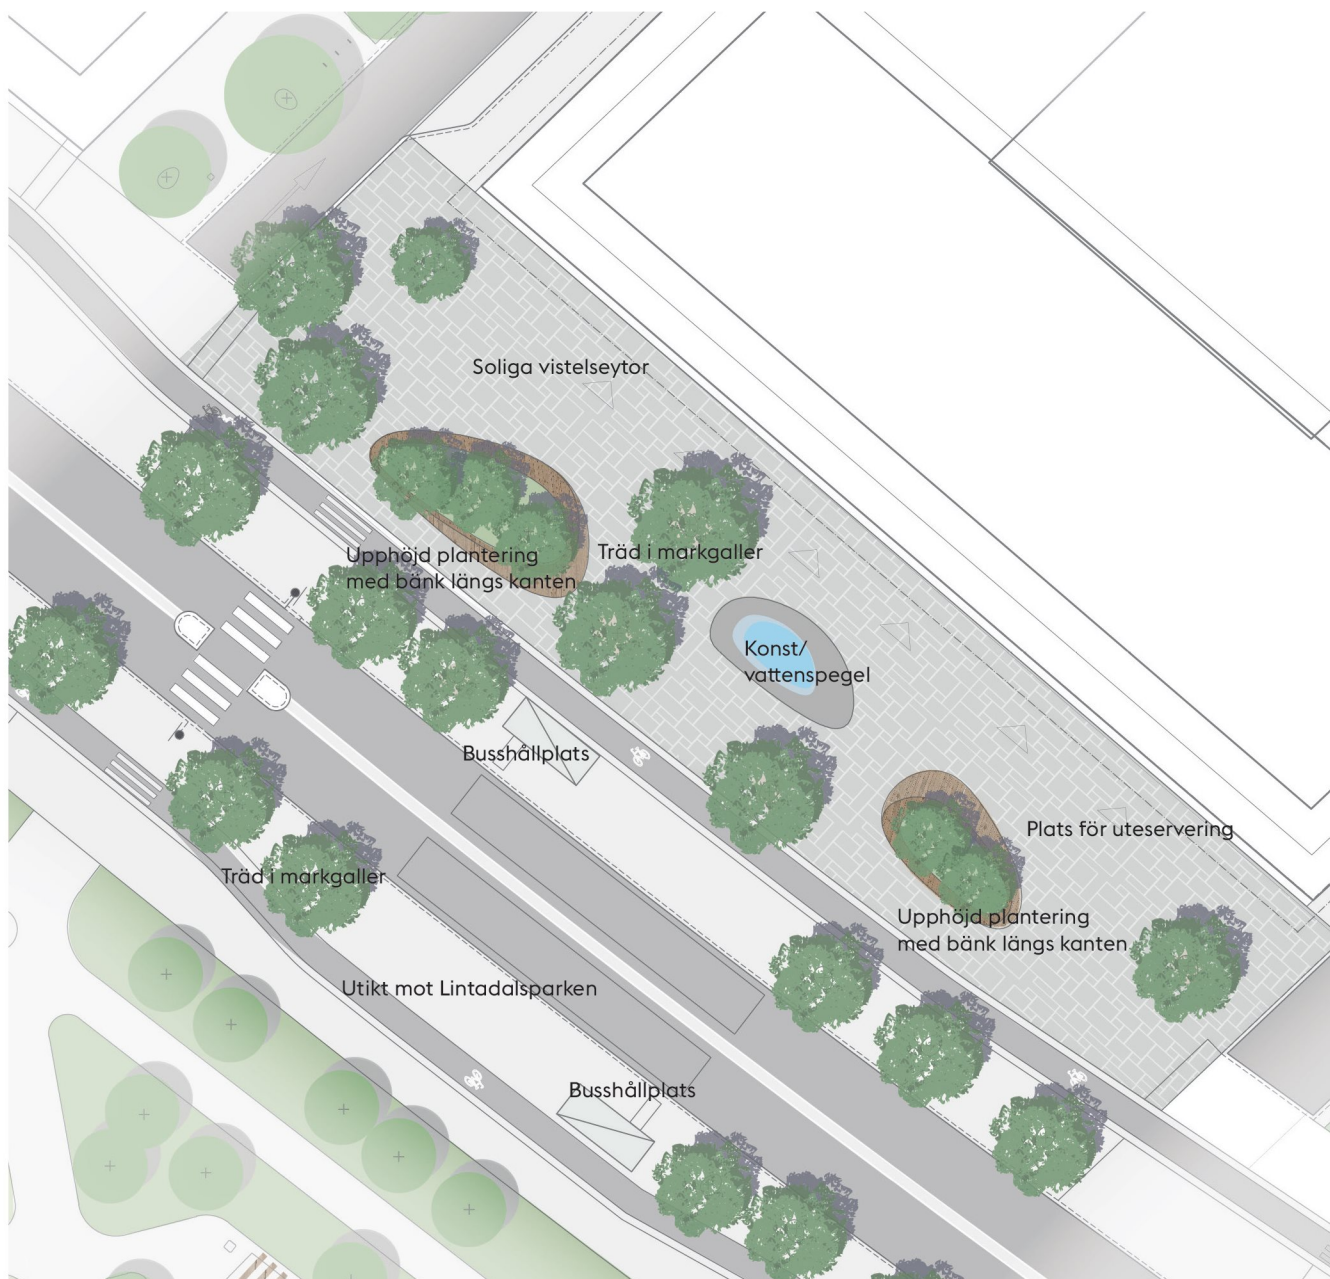 Soliga vistelseytor
Upphöjd plantering
med bänk längs kanten
Träd i markgaller
Konst/
vattenspegel
Busshållplats
Plats för uteservering
Träd i markgaller
Upphöjd plantering
med bänk längs kanten
Utikt mot Lintadalsparken
Busshållplats